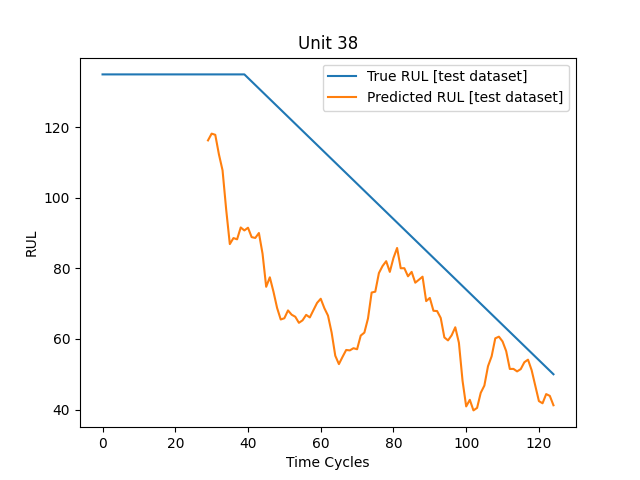 Unit 38
True RUL [test dataset]
Predicted RUL [test dataset]
120
100
80
60
40
RUL
0 20 40 60 80 100 120
Time Cycles